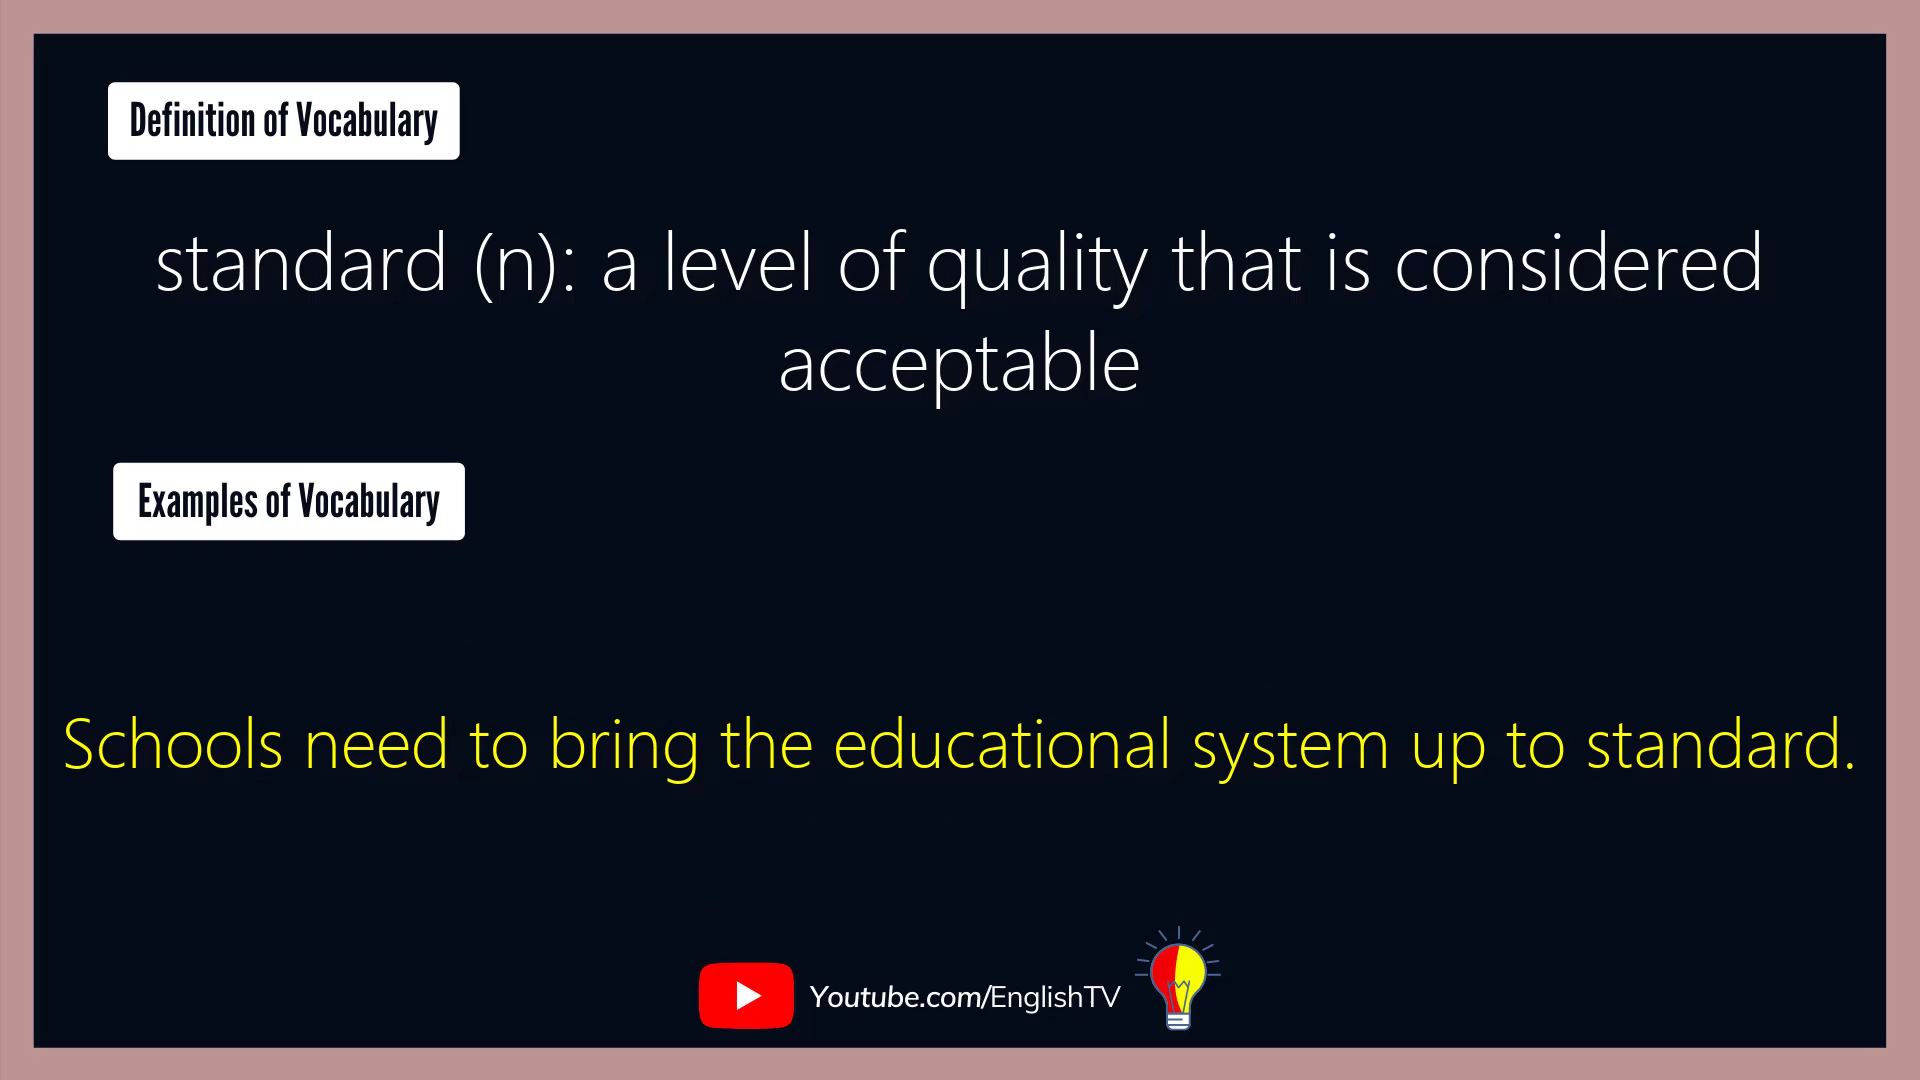 Definition of Vocabulary
standard (n): a level of quality that is considered
acceptable
Examples of Vocabulary
Schools need to bring the educational system up to standard.
Youtube.com/EnglishTV